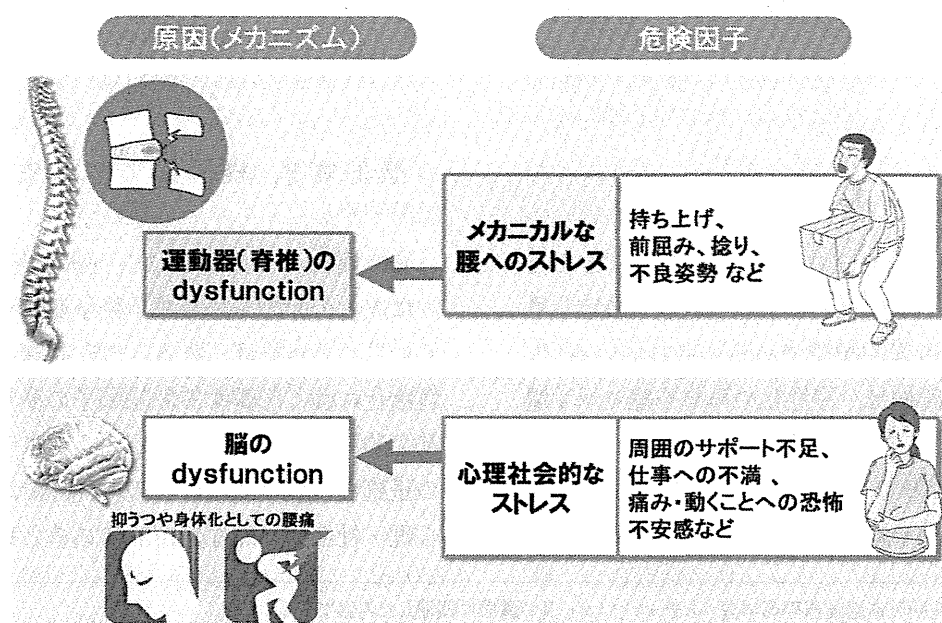 原因(メカニズム)
危険因子
運動器(脊椎)の
dysfunction
メカニカルな
腰へのストレス
持ち上げ、
前屈み、捻り、
不良姿勢 など
脳の
dysfunction
心理社会的な
ストレス
周囲のサポート不足、
仕事への不満 、
痛み・動くことへの恐怖
不安感など
抑うつや身体化としての腰痛